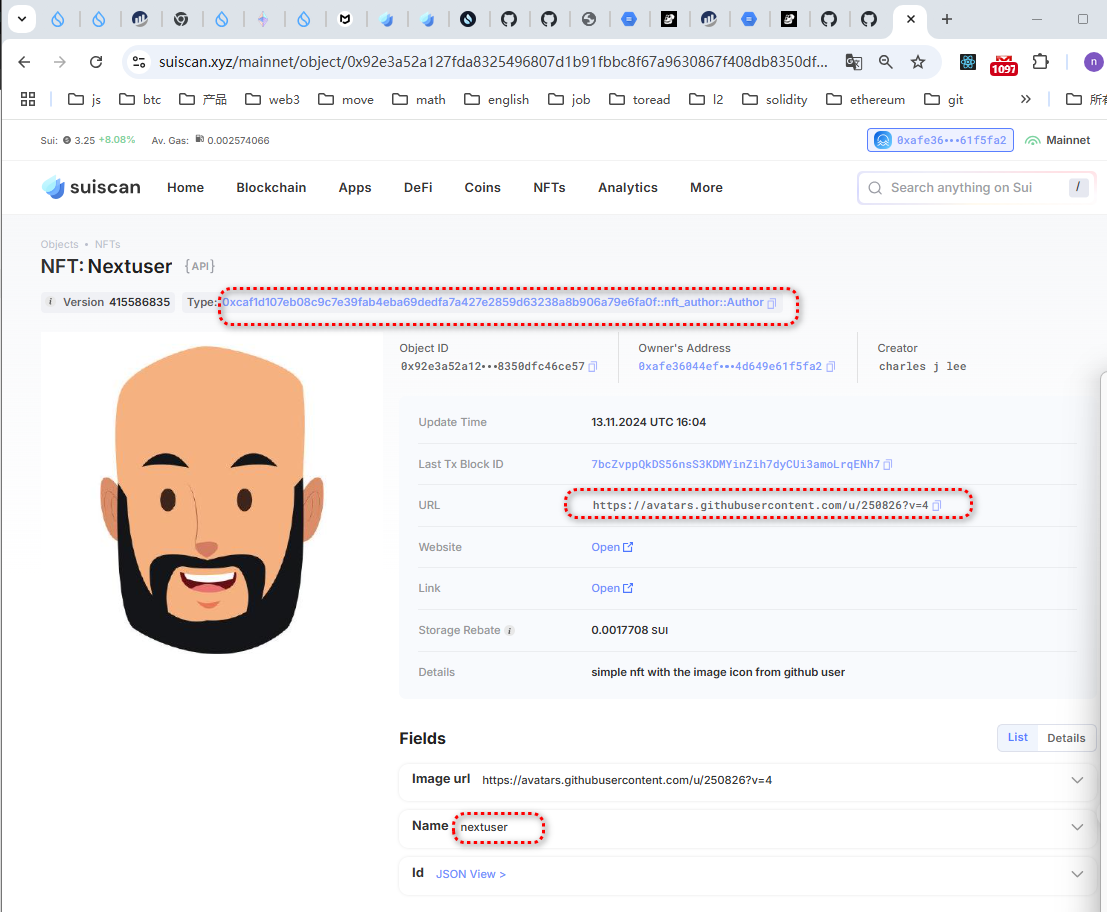 suiscan.xyz/mainnet/object/0x92e3a52a127fda8325496807d1b91fbbc8f67a9630867f408db8350df...
1097
n
js
btc
产品
web3
move
math
english
job
toread
l2
solidity
ethereum
git
»
所有
Sui: 3.25 +8.08% Av. Gas: 0.002574066
0xafe36•••61f5fa2
Mainnet
suiscan
Home
Blockchain
Apps
DeFi
Coins
NFTs
Analytics
More
Search anything on Sui
/
Objects • NFTs
NFT: Nextuser {API}
i Version 415586835
Type: 0xcaf1d107eb08c9c7e39fab4eba69dedfa7a427e2859d63238a8b906a79e6fa0f::nft_author::Author
Object ID
0x92e3a52a12•••8350dfc46ce57
Owner's Address
0xafe36044ef•••4d649e61f5fa2
Creator
charles j lee
Update Time 13.11.2024 UTC 16:04
Last Tx Block ID 7bcZvppQkDS56nsS3KDMYinZih7dyCUi3amoLrqENh7
URL https://avatars.githubusercontent.com/u/250826?v=4
Website Open
Link Open
Storage Rebate i 0.0017708 SUI
Details simple nft with the image icon from github user
Fields
List Details
Image url https://avatars.githubusercontent.com/u/250826?v=4
Name nextuser
Id JSON View >